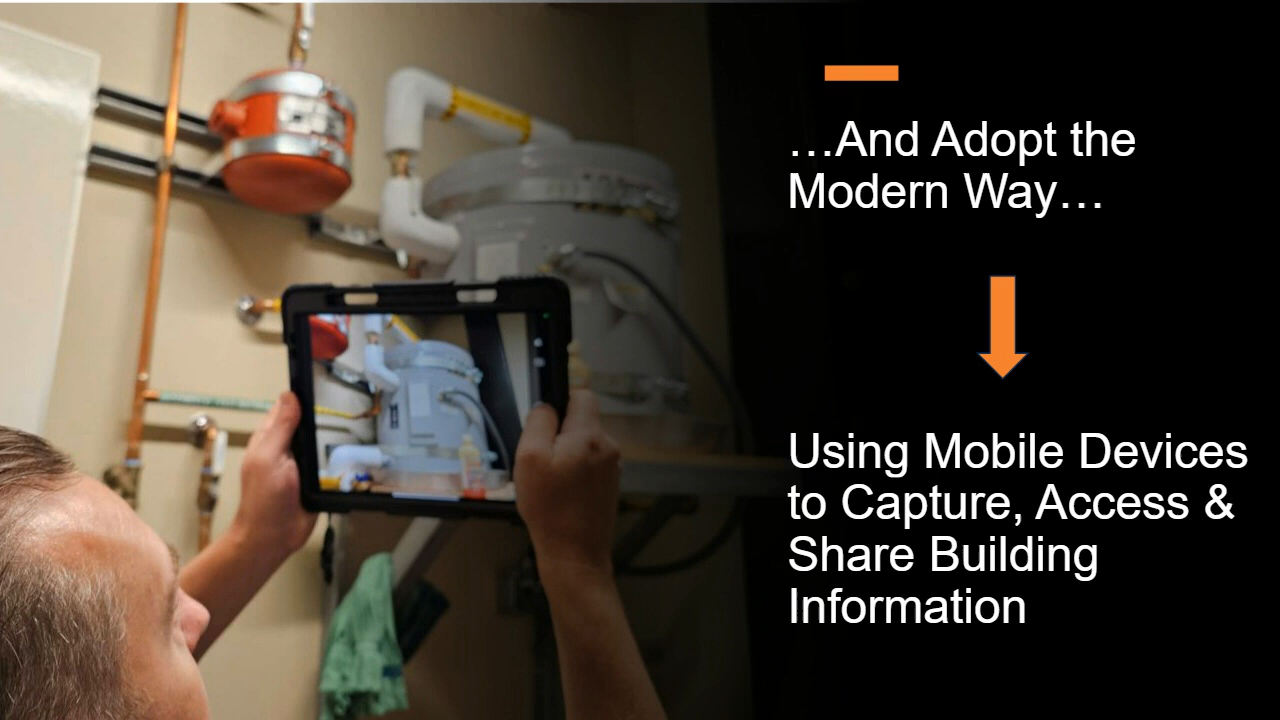 …And Adopt the
Modern Way…
Using Mobile Devices
to Capture, Access &
Share Building
Information